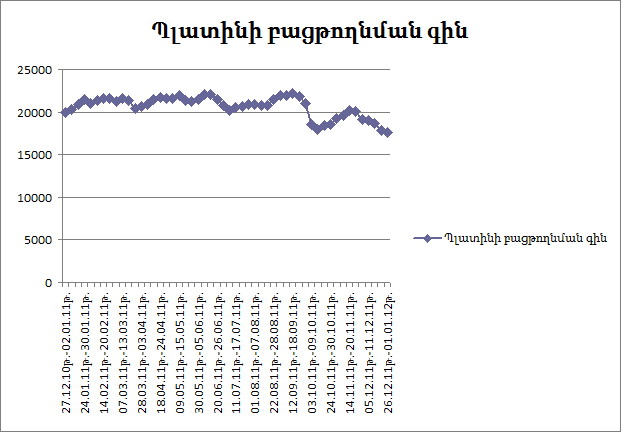 Պլատինի բացթողնման գին
25000
20000
15000
10000
5000
0
Պլատինի բացթողնման գին
27.12.10թ.-02.01.11թ.
24.01.11թ.-30.01.11թ.
14.02.11թ.-20.02.11թ.
07.03.11թ.-13.03.11թ.
28.03.11թ.-03.04.11թ.
18.04.11թ.-24.04.11թ.
09.05.11թ.-15.05.11թ.
30.05.11թ.-05.06.11թ.
20.06.11թ.-26.06.11թ.
11.07.11թ.-17.07.11թ.
01.08.11թ.-07.08.11թ.
22.08.11թ.-28.08.11թ.
12.09.11թ.-18.09.11թ.
03.10.11թ.-09.10.11թ.
24.10.11թ.-30.10.11թ.
14.11.11թ.-20.11.11թ.
05.12.11թ.-11.12.11թ.
26.12.11թ.-01.01.12թ.